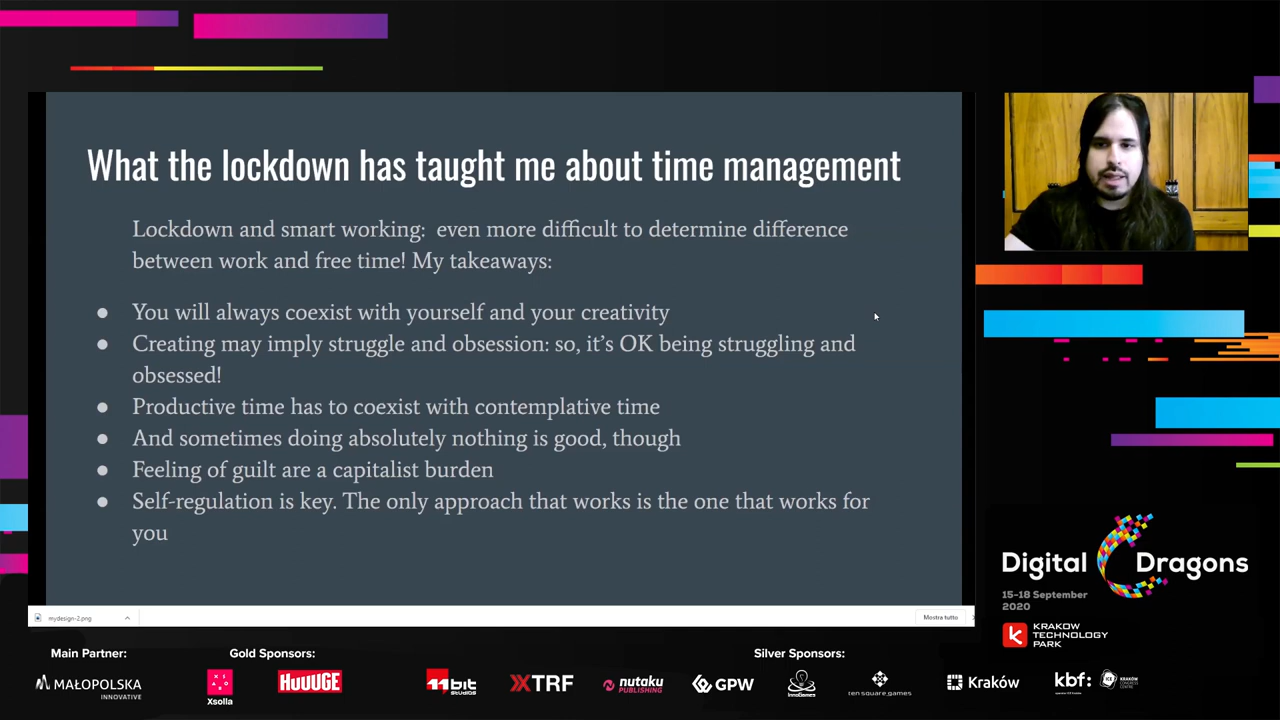 What the lockdown has taught me about time management
Lockdown and smart working:  even more difficult to determine difference
between work and free time! My takeaways:
● You will always coexist with yourself and your creativity
● Creating may imply struggle and obsession: so, it's OK being struggling and
obsessed!
● Productive time has to coexist with contemplative time
● And sometimes doing absolutely nothing is good, though
● Feeling of guilt are a capitalist burden
● Self-regulation is key. The only approach that works is the one that works for
you
mydesign-2.png
Mostra tutto
Digital Dragons
15-18 September
2020
KRAKOW
TECHNOLOGY
PARK
Main Partner:
Gold Sponsors:
Silver Sponsors:
MAŁOPOLSKA
INNOVATIVE
Xsolla
HUUUGE
11bit
STUDIOS
XTRF
nutaku
PUBLISHING
GPW
InnoGames
ten square games
Kraków
kbf:
ICE KRAKÓW
CONGRESS
CENTRE